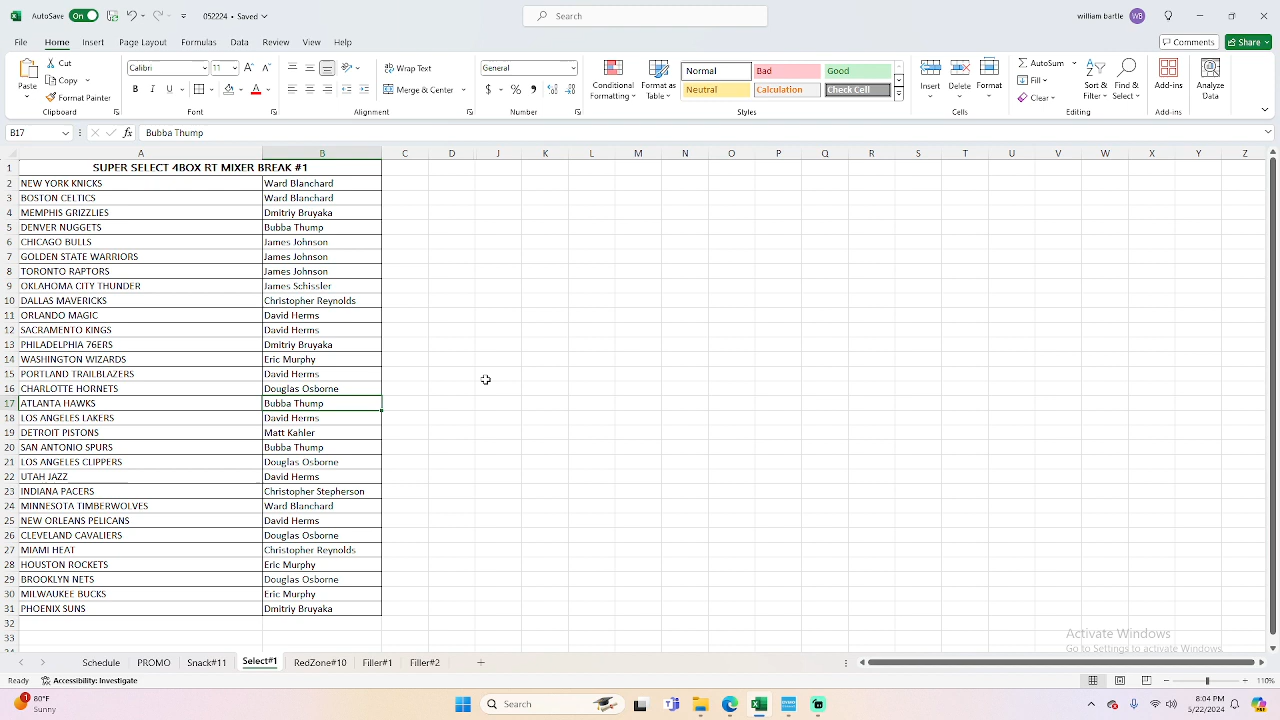 AutoSave On 052224 • Saved Search william bartle WB
File Home Insert Page Layout Formulas Data Review View Help Comments Share
Paste Cut Copy Format Painter Clipboard
Calibri 11 B I U A Font
Wrap Text Merge & Center Alignment
General $ % , Number
Conditional Formatting Format as Table
Normal Bad Good
Neutral Calculation Check Cell
Styles
Insert Delete Format Cells
AutoSum Fill Clear Sort & Filter Find & Select Editing
Add-ins Add-ins
Analyze Data
B17 fx Bubba Thump
A B C D J K L M N O P Q R S T U V W X Y Z
1 SUPER SELECT 4BOX RT MIXER BREAK #1
2 NEW YORK KNICKS Ward Blanchard
3 BOSTON CELTICS Ward Blanchard
4 MEMPHIS GRIZZLIES Dmitriy Bruyaka
5 DENVER NUGGETS Bubba Thump
6 CHICAGO BULLS James Johnson
7 GOLDEN STATE WARRIORS James Johnson
8 TORONTO RAPTORS James Johnson
9 OKLAHOMA CITY THUNDER James Schissler
10 DALLAS MAVERICKS Christopher Reynolds
11 ORLANDO MAGIC David Herms
12 SACRAMENTO KINGS David Herms
13 PHILADELPHIA 76ERS Dmitriy Bruyaka
14 WASHINGTON WIZARDS Eric Murphy
15 PORTLAND TRAILBLAZERS David Herms
16 CHARLOTTE HORNETS Douglas Osborne
17 ATLANTA HAWKS Bubba Thump
18 LOS ANGELES LAKERS David Herms
19 DETROIT PISTONS Matt Kahler
20 SAN ANTONIO SPURS Bubba Thump
21 LOS ANGELES CLIPPERS Douglas Osborne
22 UTAH JAZZ David Herms
23 INDIANA PACERS Christopher Stepherson
24 MINNESOTA TIMBERWOLVES Ward Blanchard
25 NEW ORLEANS PELICANS David Herms
26 CLEVELAND CAVALIERS Douglas Osborne
27 MIAMI HEAT Christopher Reynolds
28 HOUSTON ROCKETS Eric Murphy
29 BROOKLYN NETS Douglas Osborne
30 MILWAUKEE BUCKS Eric Murphy
31 PHOENIX SUNS Dmitriy Bruyaka
32
33
Activate Windows
Go to Settings to activate Windows.
Schedule PROMO Snack#11 Select#1 RedZone#10 Filler#1 Filler#2 +
Ready Accessibility: Investigate 110%
80°F
Sunny
Search
8:04 PM
5/22/2024